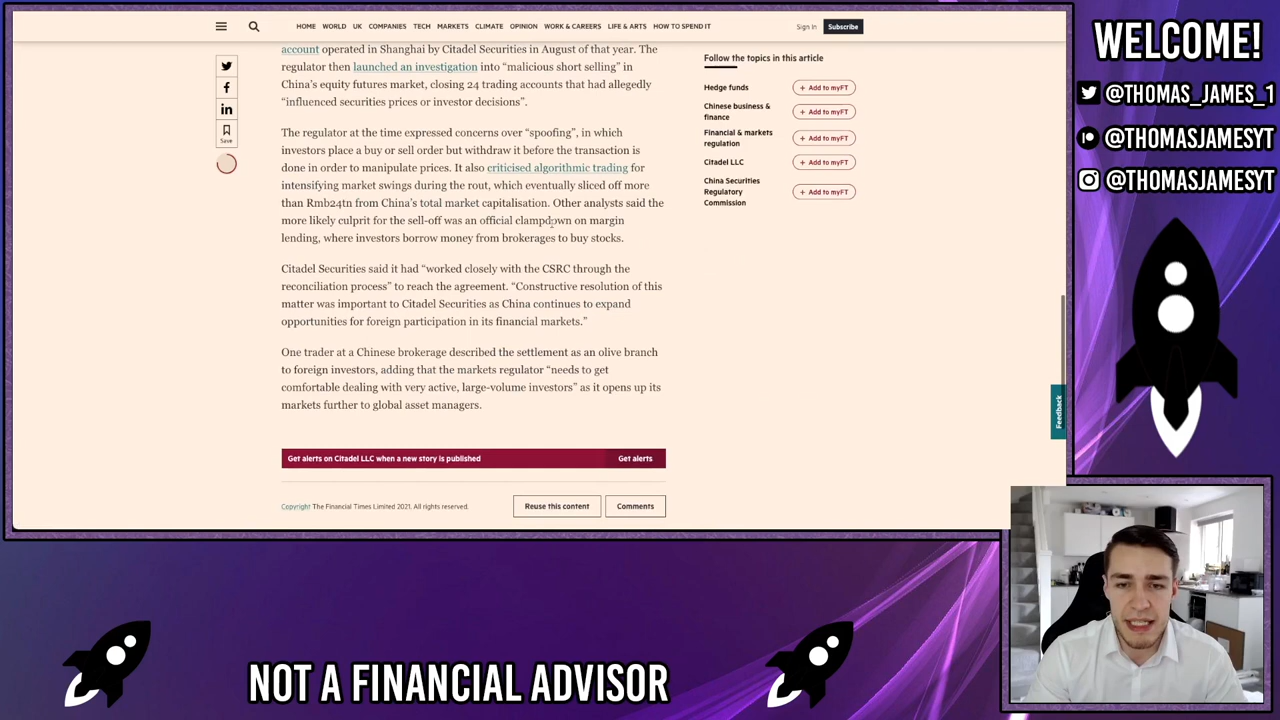 HOME WORLD UK COMPANIES TECH MARKETS CLIMATE OPINION WORK & CAREERS LIFE & ARTS HOW TO SPEND IT
Sign In Subscribe
account operated in Shanghai by Citadel Securities in August of that year. The
regulator then launched an investigation into “malicious short selling” in
China’s equity futures market, closing 24 trading accounts that had allegedly
“influenced securities prices or investor decisions”.
The regulator at the time expressed concerns over “spoofing”, in which
investors place a buy or sell order but withdraw it before the transaction is
done in order to manipulate prices. It also criticised algorithmic trading for
intensifying market swings during the rout, which eventually sliced off more
than Rmb24tn from China’s total market capitalisation. Other analysts said the
more likely culprit for the sell-off was an official clampdown on margin
lending, where investors borrow money from brokerages to buy stocks.
Citadel Securities said it had “worked closely with the CSRC through the
reconciliation process” to reach the agreement. “Constructive resolution of this
matter was important to Citadel Securities as China continues to expand
opportunities for foreign participation in its financial markets.”
One trader at a Chinese brokerage described the settlement as an olive branch
to foreign investors, adding that the markets regulator “needs to get
comfortable dealing with very active, large-volume investors” as it opens up its
markets further to global asset managers.
Get alerts on Citadel LLC when a new story is published Get alerts
Copyright The Financial Times Limited 2021. All rights reserved.
Reuse this content Comments
Save
Follow the topics in this article
Hedge funds + Add to myFT
Chinese business &
finance + Add to myFT
Financial & markets
regulation + Add to myFT
Citadel LLC + Add to myFT
China Securities
Regulatory + Add to myFT
Commission
Feedback
WELCOME!
@THOMAS_JAMES_1
@THOMASJAMESYT
@THOMASJAMESYT
NOT A FINANCIAL ADVISOR